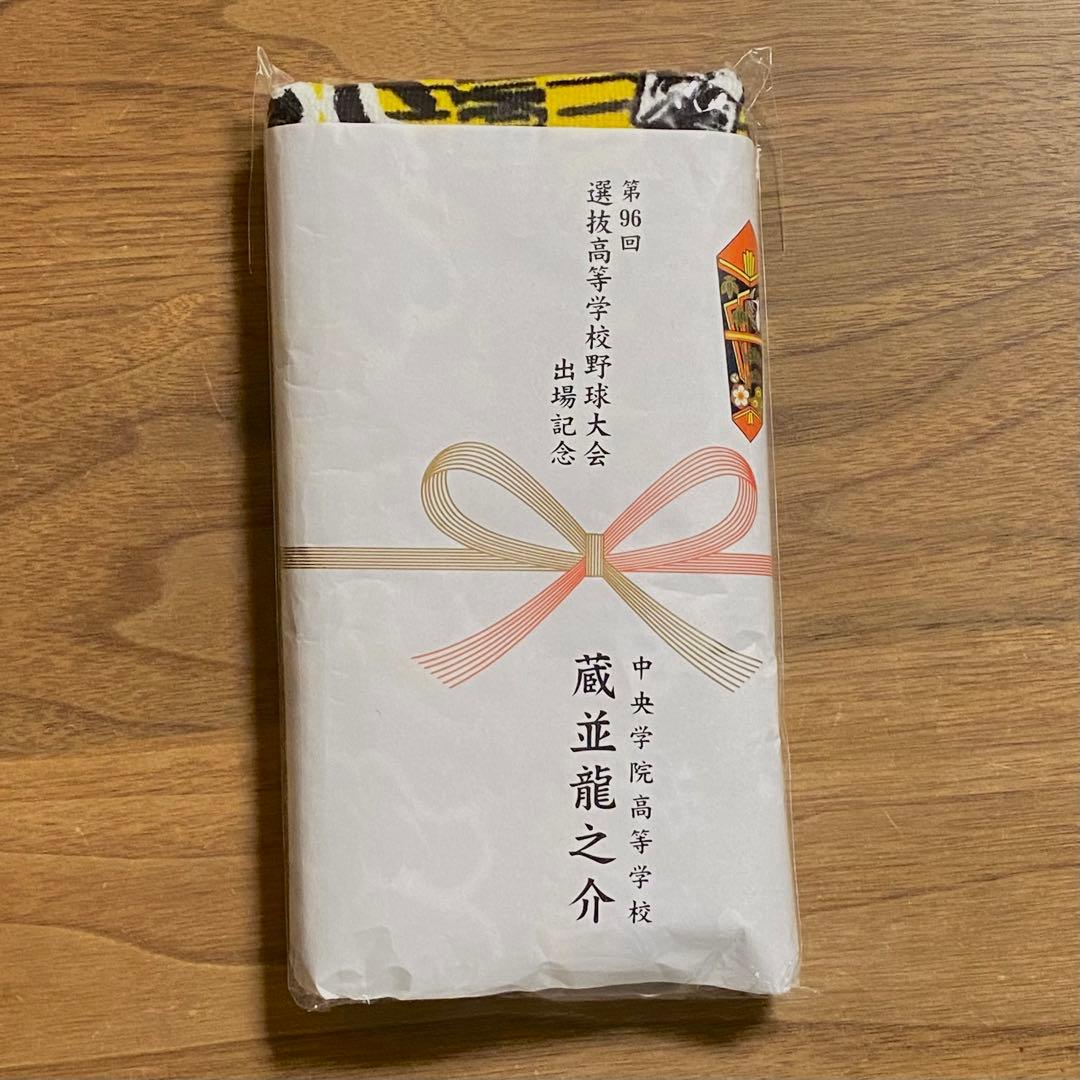 第96回
選抜高等学校野球大会
出場記念
中央学院高等学校
蔵並龍之介